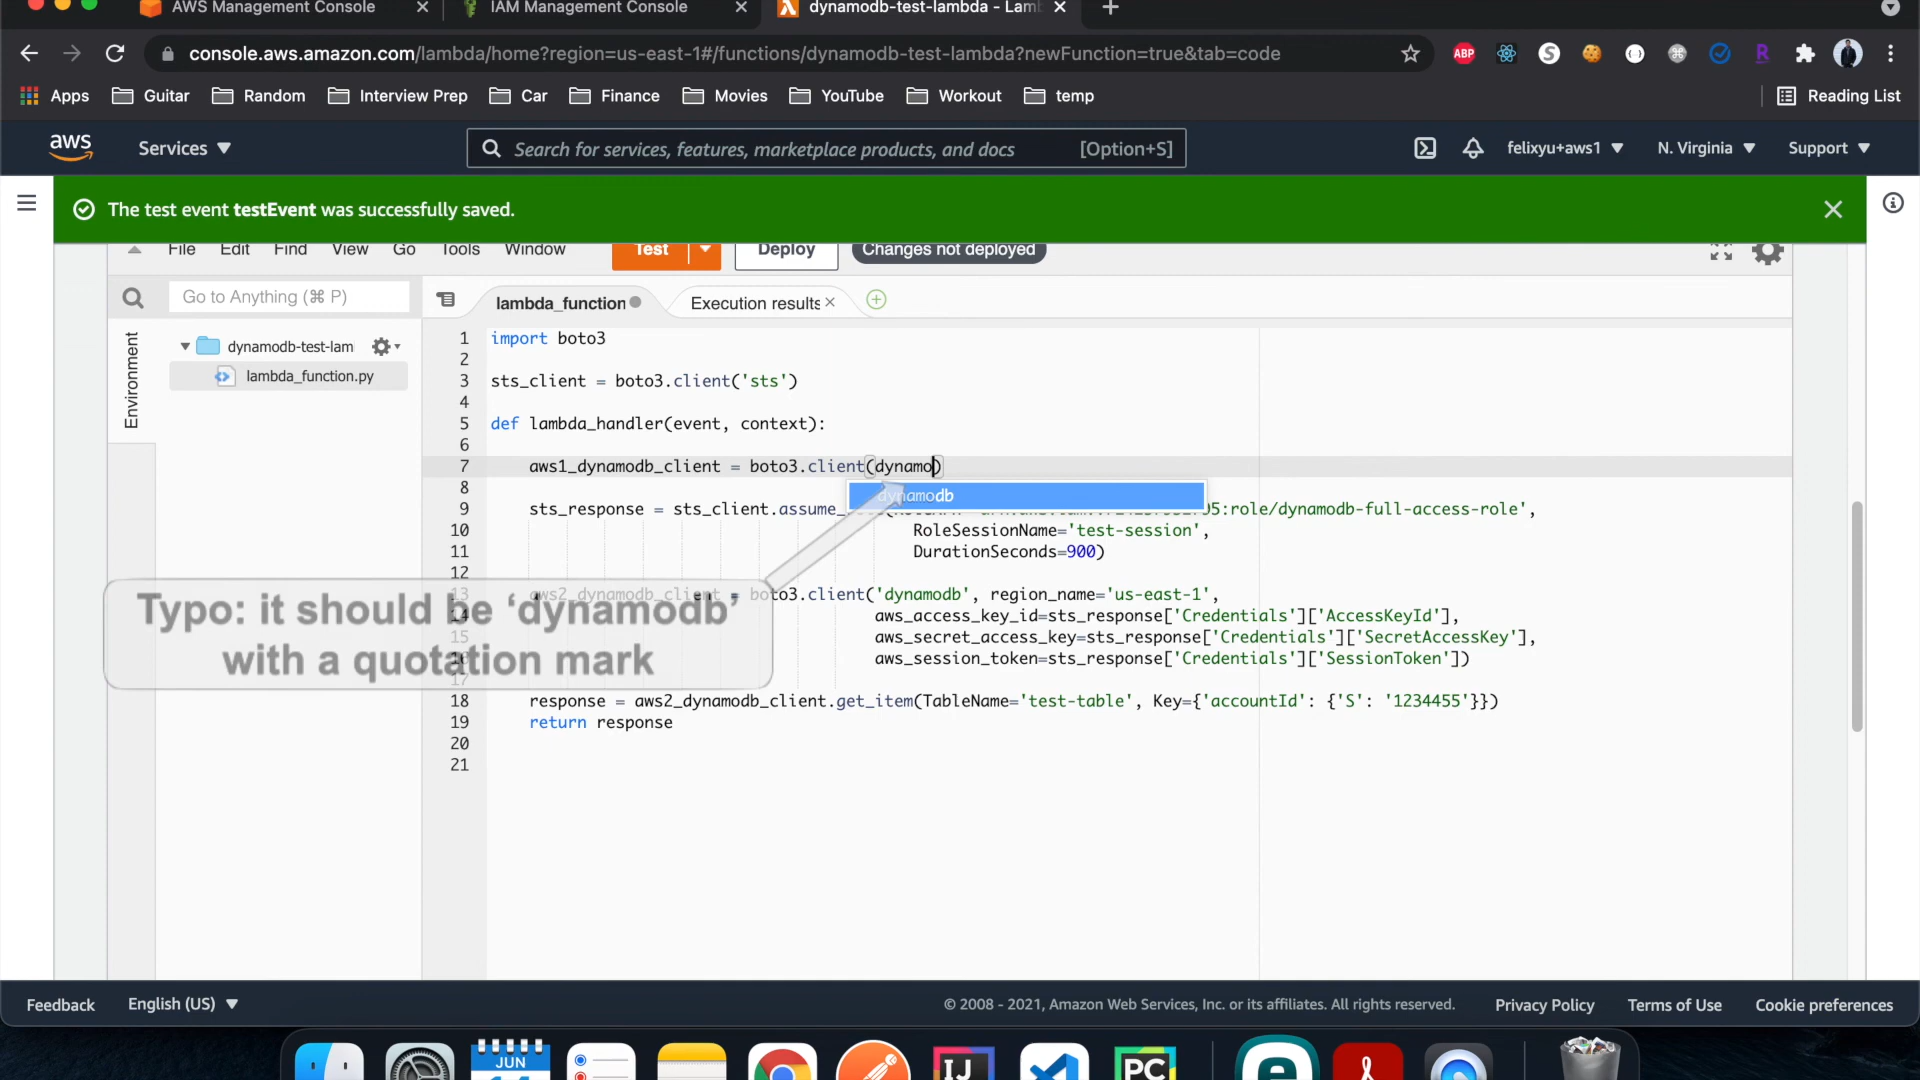 AWS Management Console
IAM Management Console
dynamodb-test-lambda - Lam
console.aws.amazon.com/lambda/home?region=us-east-1#/functions/dynamodb-test-lambda?newFunction=true&tab=code
ABP
Apps Guitar Random Interview Prep Car Finance Movies YouTube Workout temp Reading List
aws Services Search for services, features, marketplace products, and docs [Option+S] felixyu+aws1 N. Virginia Support
The test event testEvent was successfully saved.
File Edit Find View Go Tools Window Test Deploy Changes not deployed
Go to Anything (⌘ P) lambda_function Execution results
Environment
dynamodb-test-lam
lambda_function.py
1 import boto3
2
3 sts_client = boto3.client('sts')
4
5 def lambda_handler(event, context):
6
7 aws1_dynamodb_client = boto3.client(dynamo)
8
dynamodb
9 sts_response = sts_client.assume_ :role/dynamodb-full-access-role',
10 RoleSessionName='test-session',
11 DurationSeconds=900)
12
13 aws2_dynamodb_client = boto3.client('dynamodb', region_name='us-east-1',
14 aws_access_key_id=sts_response['Credentials']['AccessKeyId'],
15 aws_secret_access_key=sts_response['Credentials']['SecretAccessKey'],
16 aws_session_token=sts_response['Credentials']['SessionToken'])
17
18 response = aws2_dynamodb_client.get_item(TableName='test-table', Key={'accountId': {'S': '1234455'}})
19 return response
20
21
Typo: it should be ‘dynamodb’
with a quotation mark
Feedback English (US) © 2008 - 2021, Amazon Web Services, Inc. or its affiliates. All rights reserved. Privacy Policy Terms of Use Cookie preferences
JUN
IJ
PC